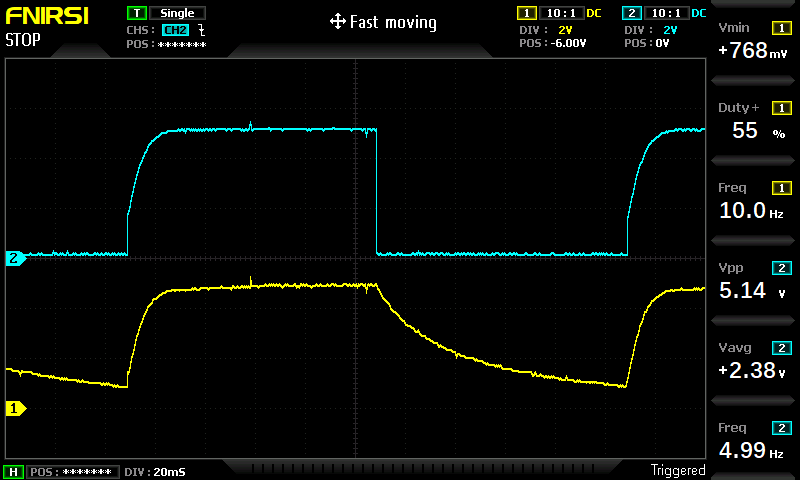 FNIRSI
STOP
T Single
CHS: CH2
POS: *******
Fast moving
1 10:1 DC
DIV: 2V
POS: -6.00V
2 10:1 DC
DIV: 2V
POS: 0V
Vmin 1
+768mV
Duty+ 1
55 %
Freq 1
10.0 Hz
Vpp 2
5.14 V
Vavg 2
+2.38 V
Freq 2
4.99 Hz
2
1
H POS: ******* DIV: 20mS
Triggered